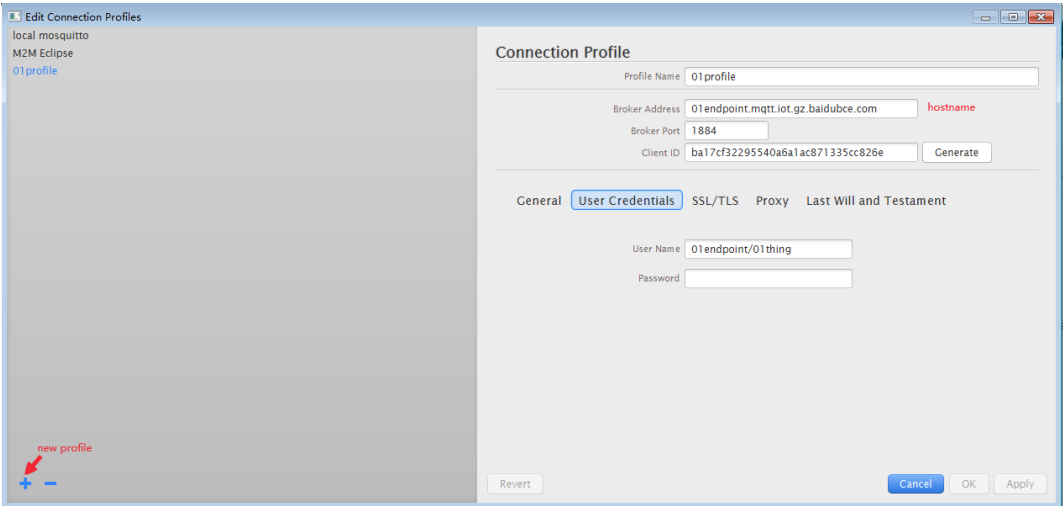 Edit Connection Profiles
local mosquitto
M2M Eclipse
01profile
new profile
Connection Profile
Profile Name 01profile
Broker Address 01endpoint.mqtt.iot.gz.baidubce.com hostname
Broker Port 1884
Client ID ba17cf32295540a6a1ac871335cc826e Generate
General User Credentials SSL/TLS Proxy Last Will and Testament
User Name 01endpoint/01thing
Password
Revert Cancel OK Apply